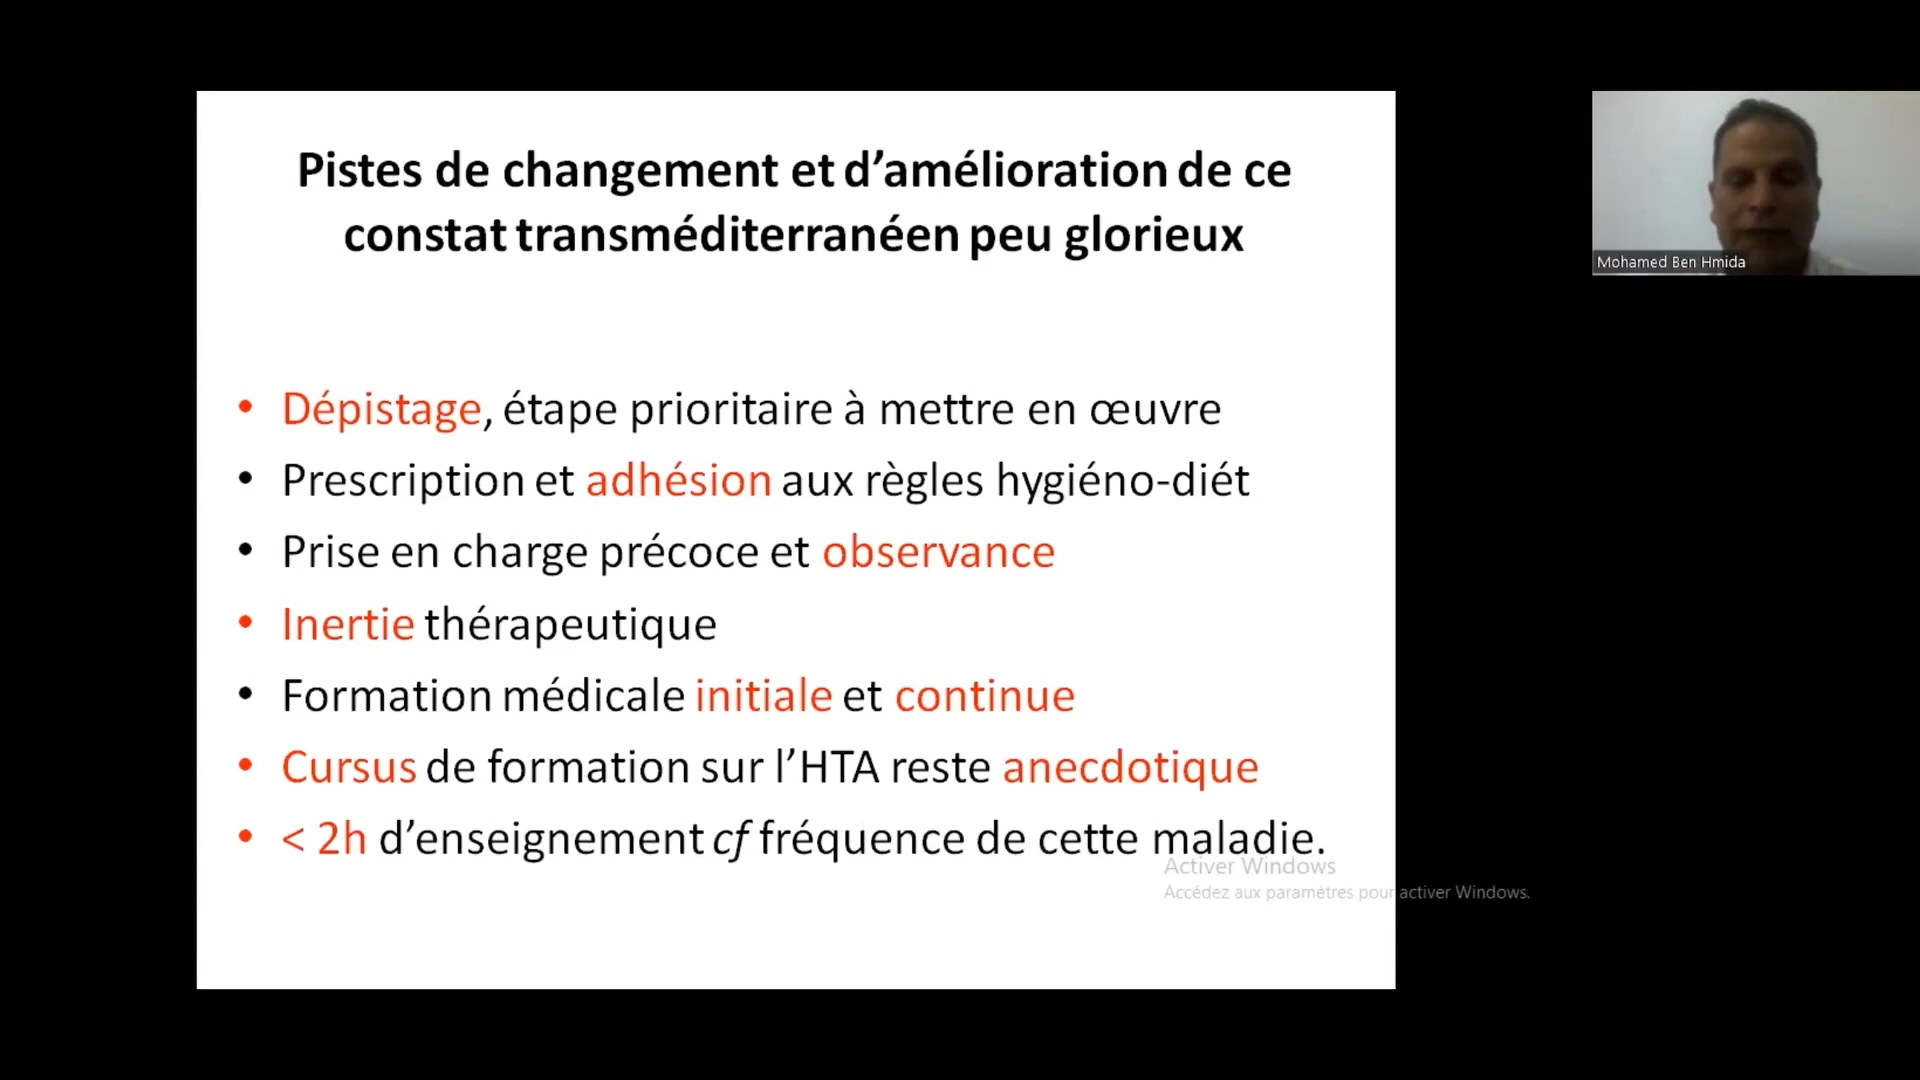 Pistes de changement et d’amélioration de ce
constat transméditerranéen peu glorieux
• Dépistage, étape prioritaire à mettre en œuvre
• Prescription et adhésion aux règles hygiéno-diét
• Prise en charge précoce et observance
• Inertie thérapeutique
• Formation médicale initiale et continue
• Cursus de formation sur l’HTA reste anecdotique
• < 2h d’enseignement cf fréquence de cette maladie.
Activer Windows
Accédez aux paramètres pour activer Windows.
Mohamed Ben Hmida